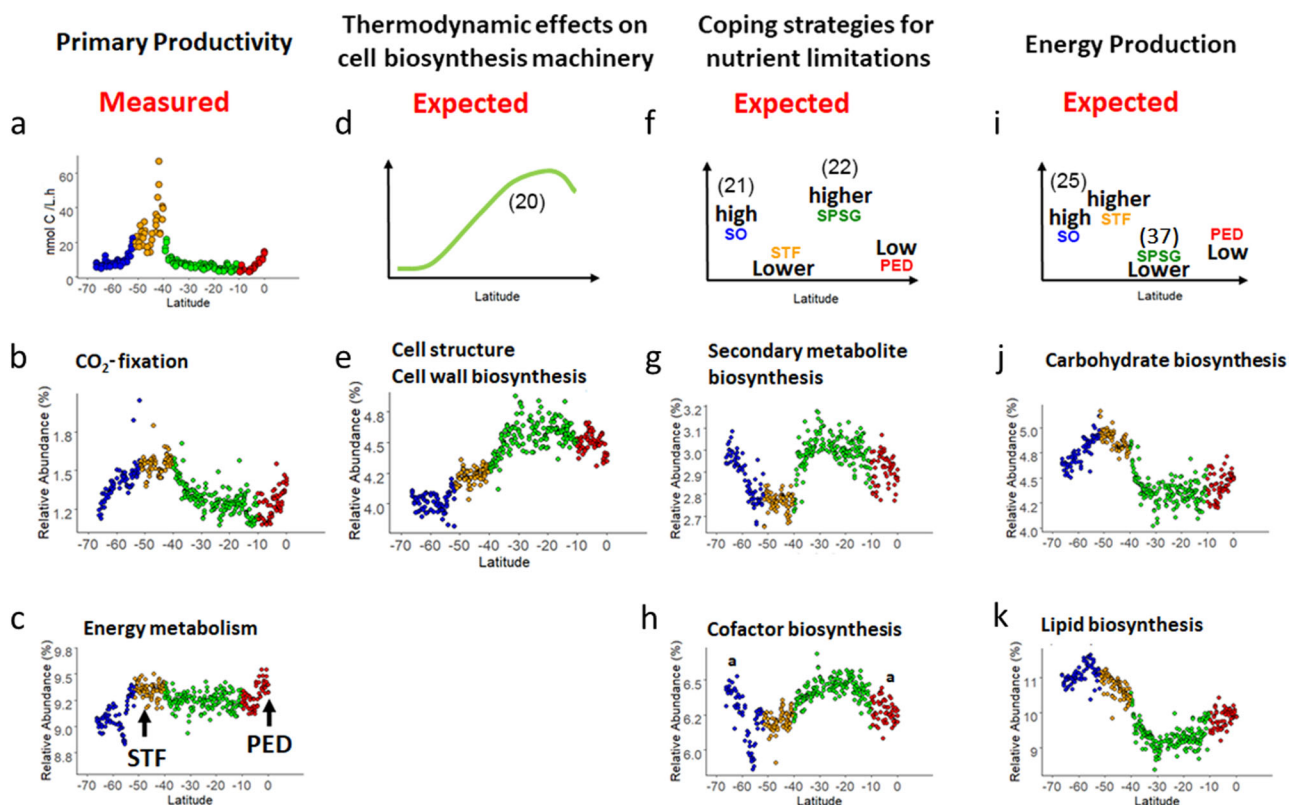 Primary Productivity
Measured
a
nmol C /L.h
60
40
20
0
-70 -60 -50 -40 -30 -20 -10 0
Latitude
b
CO₂- fixation
Relative Abundance (%)
1.8
1.5
1.2
-70 -60 -50 -40 -30 -20 -10 0
Latitude
c
Energy metabolism
Relative Abundance (%)
9.8
9.5
9.2
9.0
8.8
STF
PED
-70 -60 -50 -40 -30 -20 -10 0
Latitude
Thermodynamic effects on
cell biosynthesis machinery
Expected
d
(20)
Latitude
e
Cell structure
Cell wall biosynthesis
Relative Abundance (%)
4.8
4.5
4.2
4.0
-70 -60 -50 -40 -30 -20 -10 0
Latitude
Coping strategies for
nutrient limitations
Expected
f
(21)
high
SO
STF
Lower
(22)
higher
SPSG
Low
PED
Latitude
g
Secondary metabolite
biosynthesis
Relative Abundance (%)
3.2
3.1
3.0
2.9
2.8
2.7
-70 -60 -50 -40 -30 -20 -10 0
h
Cofactor biosynthesis
Relative Abundance (%)
a
a
6.5
6.2
6.0
-70 -60 -50 -40 -30 -20 -10 0
Latitude
Energy Production
Expected
i
(25)
high
SO
higher
STF
(37)
SPSG
Lower
PED
Low
Latitude
j
Carbohydrate biosynthesis
Relative Abundance (%)
5.0
4.8
4.5
4.2
4.0
-70 -60 -50 -40 -30 -20 -10 0
k
Lipid biosynthesis
Relative Abundance (%)
11
10
9
-70 -60 -50 -40 -30 -20 -10 0
Latitude